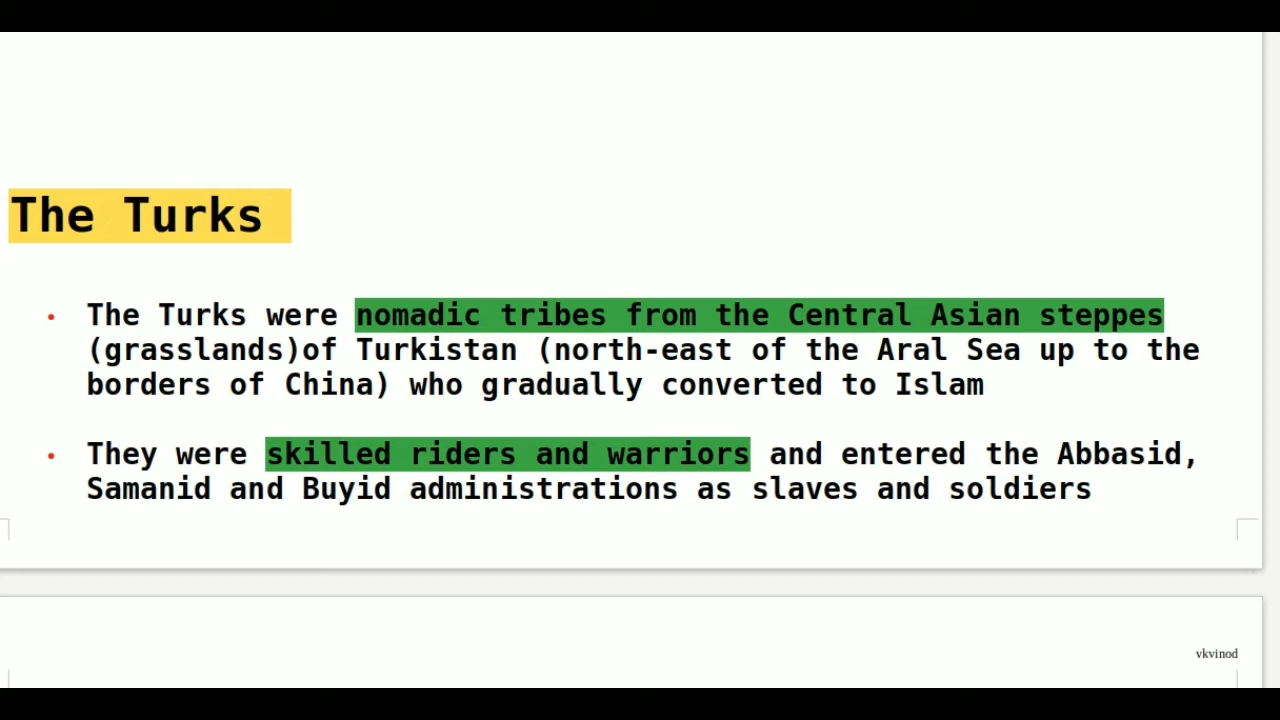 The Turks
• The Turks were nomadic tribes from the Central Asian steppes
(grasslands)of Turkistan (north-east of the Aral Sea up to the
borders of China) who gradually converted to Islam
• They were skilled riders and warriors and entered the Abbasid,
Samanid and Buyid administrations as slaves and soldiers
vkvinod